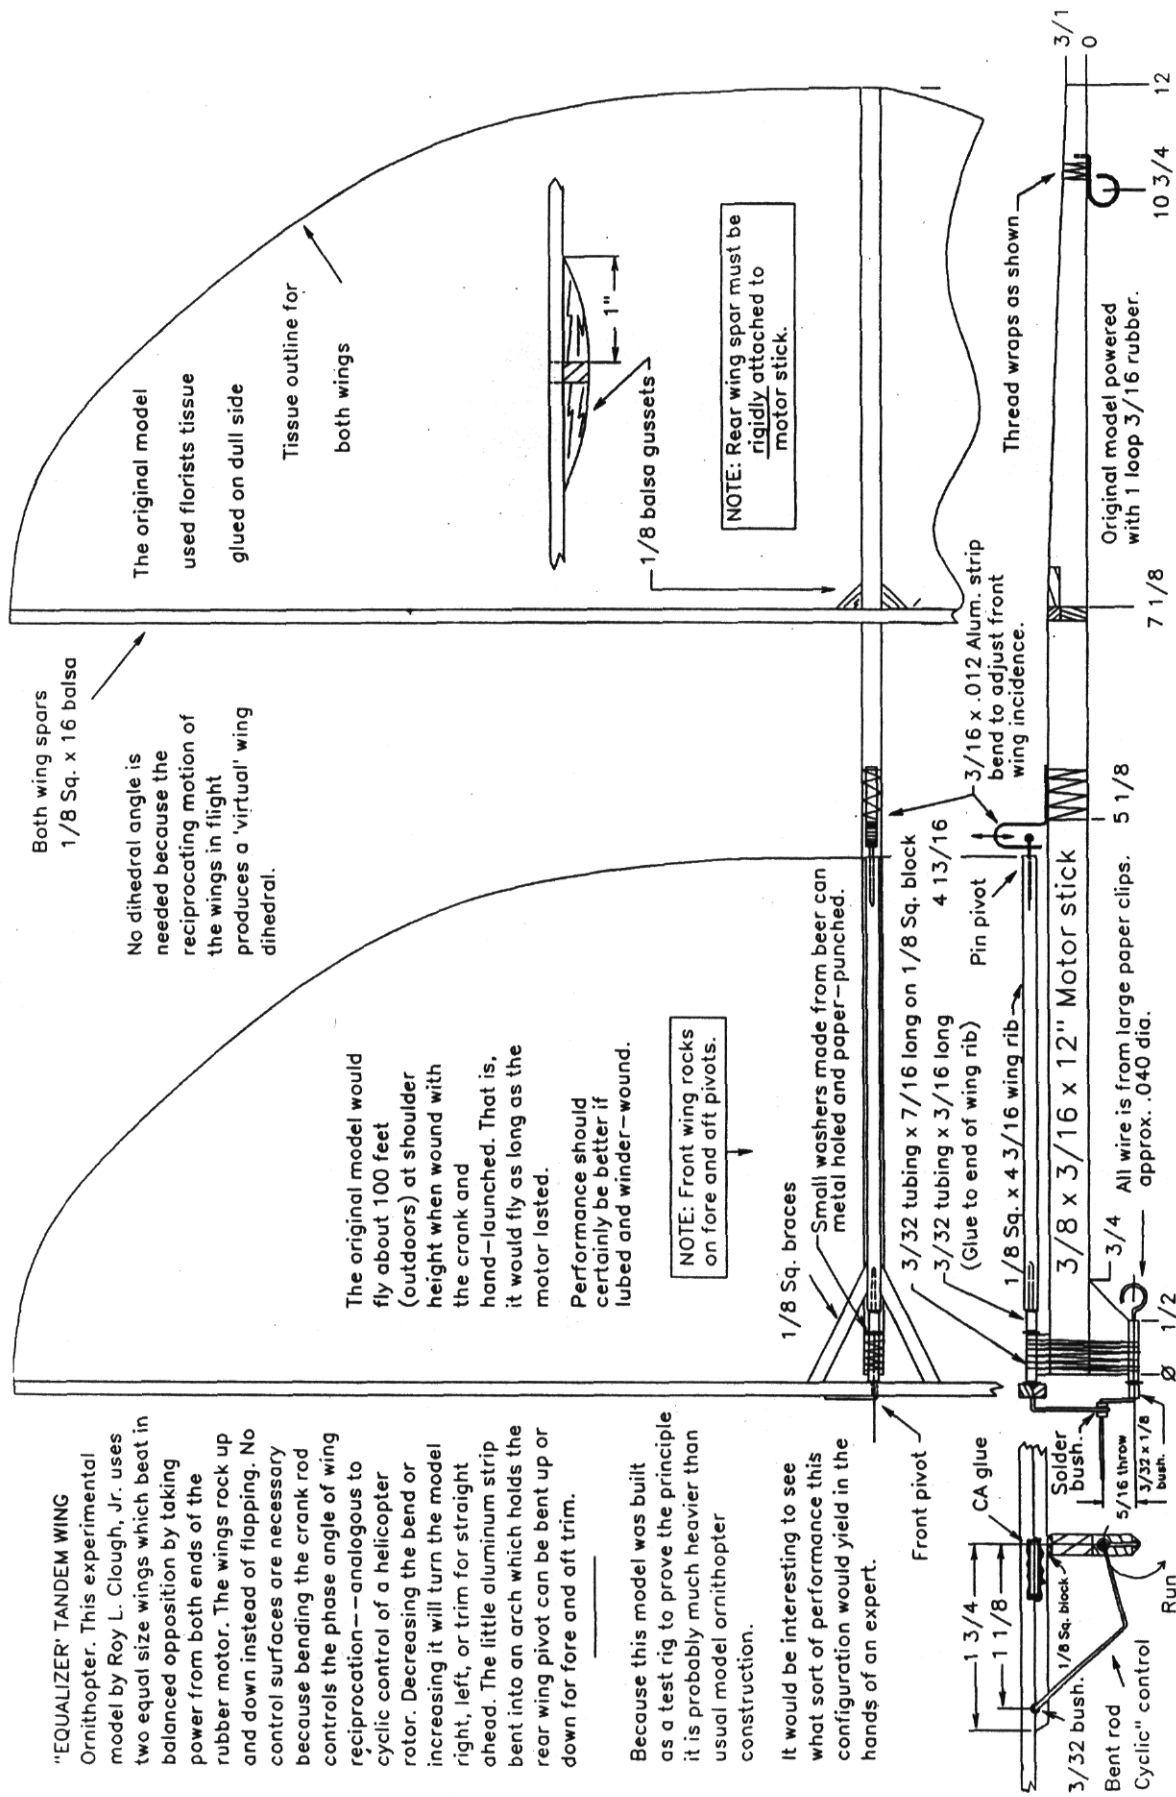 "EQUALIZER' TANDEM WING
Ornithopter. This experimental
model by Roy L. Clough, Jr. uses
two equal size wings which beat in
balanced opposition by taking
power from both ends of the
rubber motor. The wings rock up
and down instead of flapping. No
control surfaces are necessary
because bending the crank rod
controls the phase angle of wing
reciprocation--analogous to
cyclic control of a helicopter
rotor. Decreasing the bend or
increasing it will turn the model
right, left, or trim for straight
ahead. The little aluminum strip
bent into an arch which holds the
rear wing pivot can be bent up or
down for fore and aft trim.
Because this model was built
as a test rig to prove the principle
it is probably much heavier than
usual model ornithopter
construction.
It would be interesting to see
what sort of performance this
configuration would yield in the
hands of an expert.
The original model would
fly about 100 feet
(outdoors) at shoulder
height when wound with
the crank and
hand-launched. That is,
it would fly as long as the
motor lasted.
Performance should
certainly be better if
lubed and winder-wound.
NOTE: Front wing rocks
on fore and aft pivots.
Both wing spars
1/8 Sq. x 16 balsa
No dihedral angle is
needed because the
reciprocating motion of
the wings in flight
produces a 'virtual' wing
dihedral.
The original model
used florists tissue
glued on dull side
Tissue outline for
both wings
1"
1/8 balsa gussets
NOTE: Rear wing spar must be
rigidly attached to
motor stick.
1/8 Sq. braces
Small washers made from beer can
metal holed and paper-punched.
3/32 tubing x 7/16 long on 1/8 Sq. block
3/32 tubing x 3/16 long
(Glue to end of wing rib)
1/8 Sq. x 4 3/16 wing rib
4 13/16
Pin pivot
3/16 x .012 Alum. strip
bend to adjust front
wing incidence.
Thread wraps as shown
3/1
0
Front pivot
3/8 x 3/16 x 12" Motor stick
3/4
All wire is from large paper clips.
approx. .040 dia.
Original model powered
with 1 loop 3/16 rubber.
Ø
1/2
5 1/8
7 1/8
10 3/4
12
1 3/4
1 1/8
CA glue
Solder
bush.
5/16 throw
3/32 x 1/8
bush.
1/8 Sq. block
3/32 bush.
Bent rod
Cyclic" control
Run